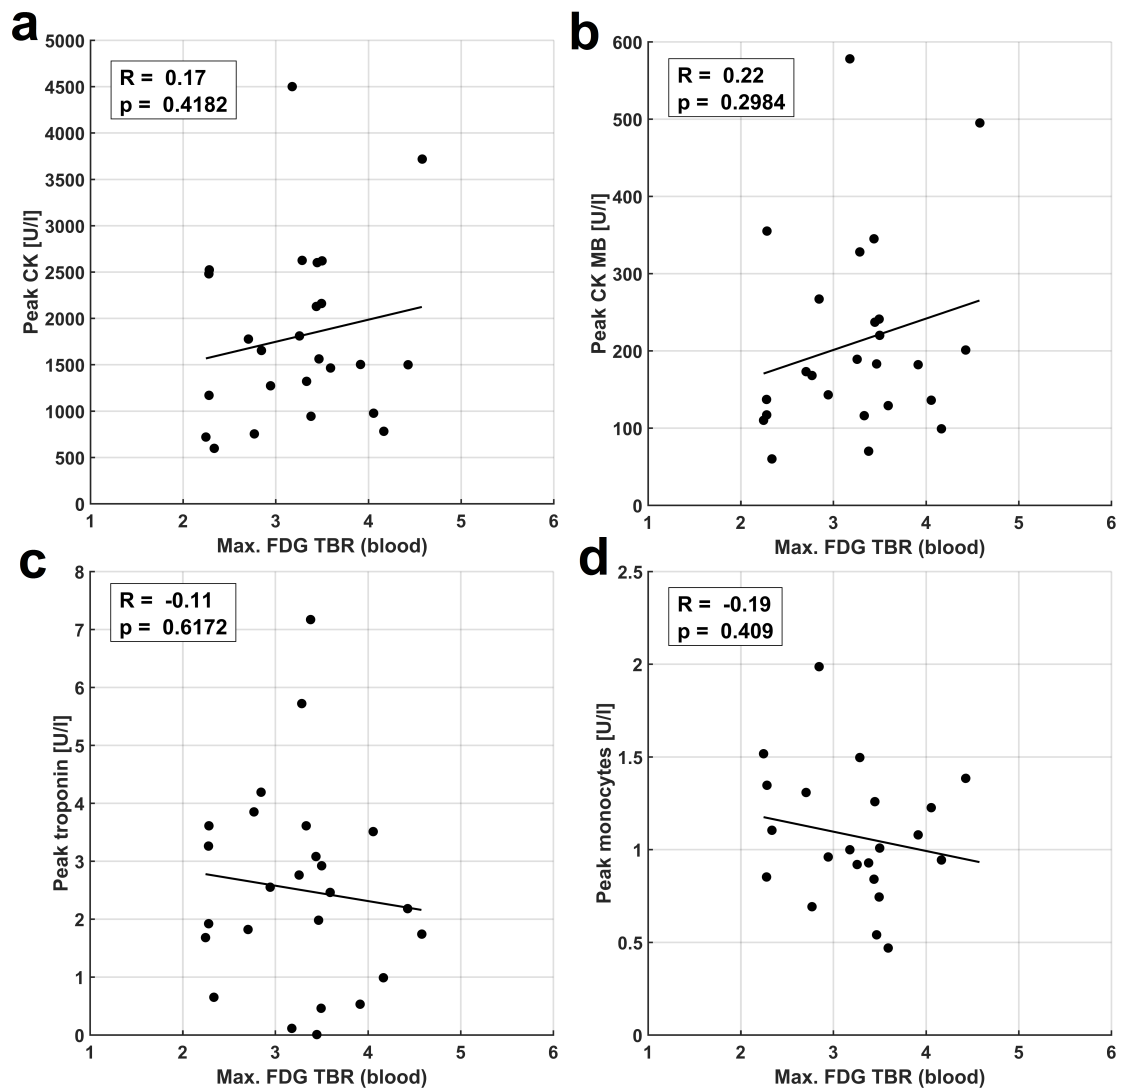 a
R = 0.17
p = 0.4182
5000
4500
4000
3500
3000
2500
2000
1500
1000
500
0
Peak CK [U/l]
1 2 3 4 5 6
Max. FDG TBR (blood)
b
R = 0.22
p = 0.2984
600
500
400
300
200
100
0
Peak CK MB [U/l]
1 2 3 4 5 6
Max. FDG TBR (blood)
c
R = -0.11
p = 0.6172
8
7
6
5
4
3
2
1
0
Peak troponin [U/l]
1 2 3 4 5 6
Max. FDG TBR (blood)
d
R = -0.19
p = 0.409
2.5
2
1.5
1
0.5
0
Peak monocytes [U/l]
1 2 3 4 5 6
Max. FDG TBR (blood)